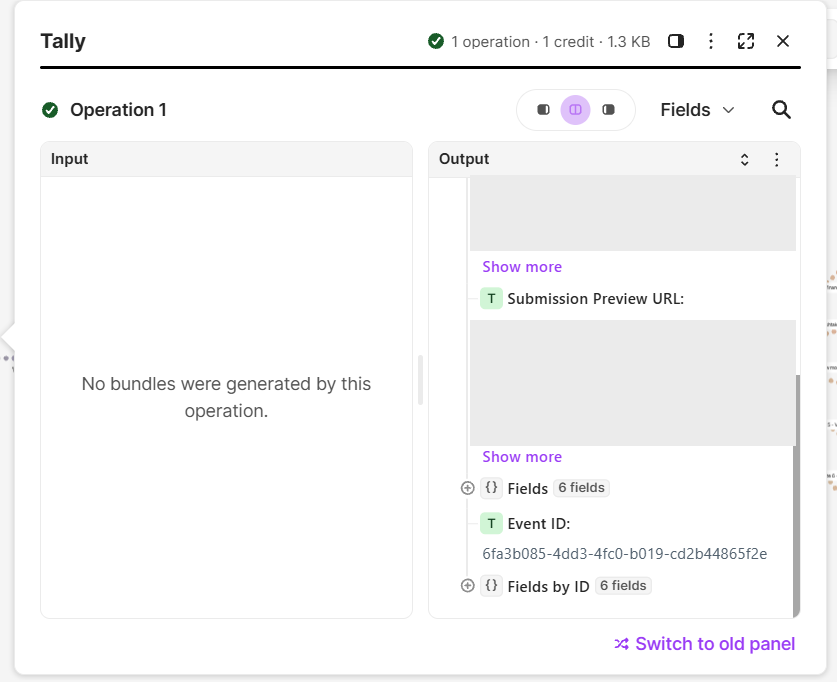 Tally
1 operation · 1 credit · 1.3 KB
Operation 1
Fields
Input
Output
No bundles were generated by this
operation.
Show more
T Submission Preview URL:
Show more
{} Fields 6 fields
T Event ID:
6fa3b085-4dd3-4fc0-b019-cd2b44865f2e
{} Fields by ID 6 fields
Switch to old panel